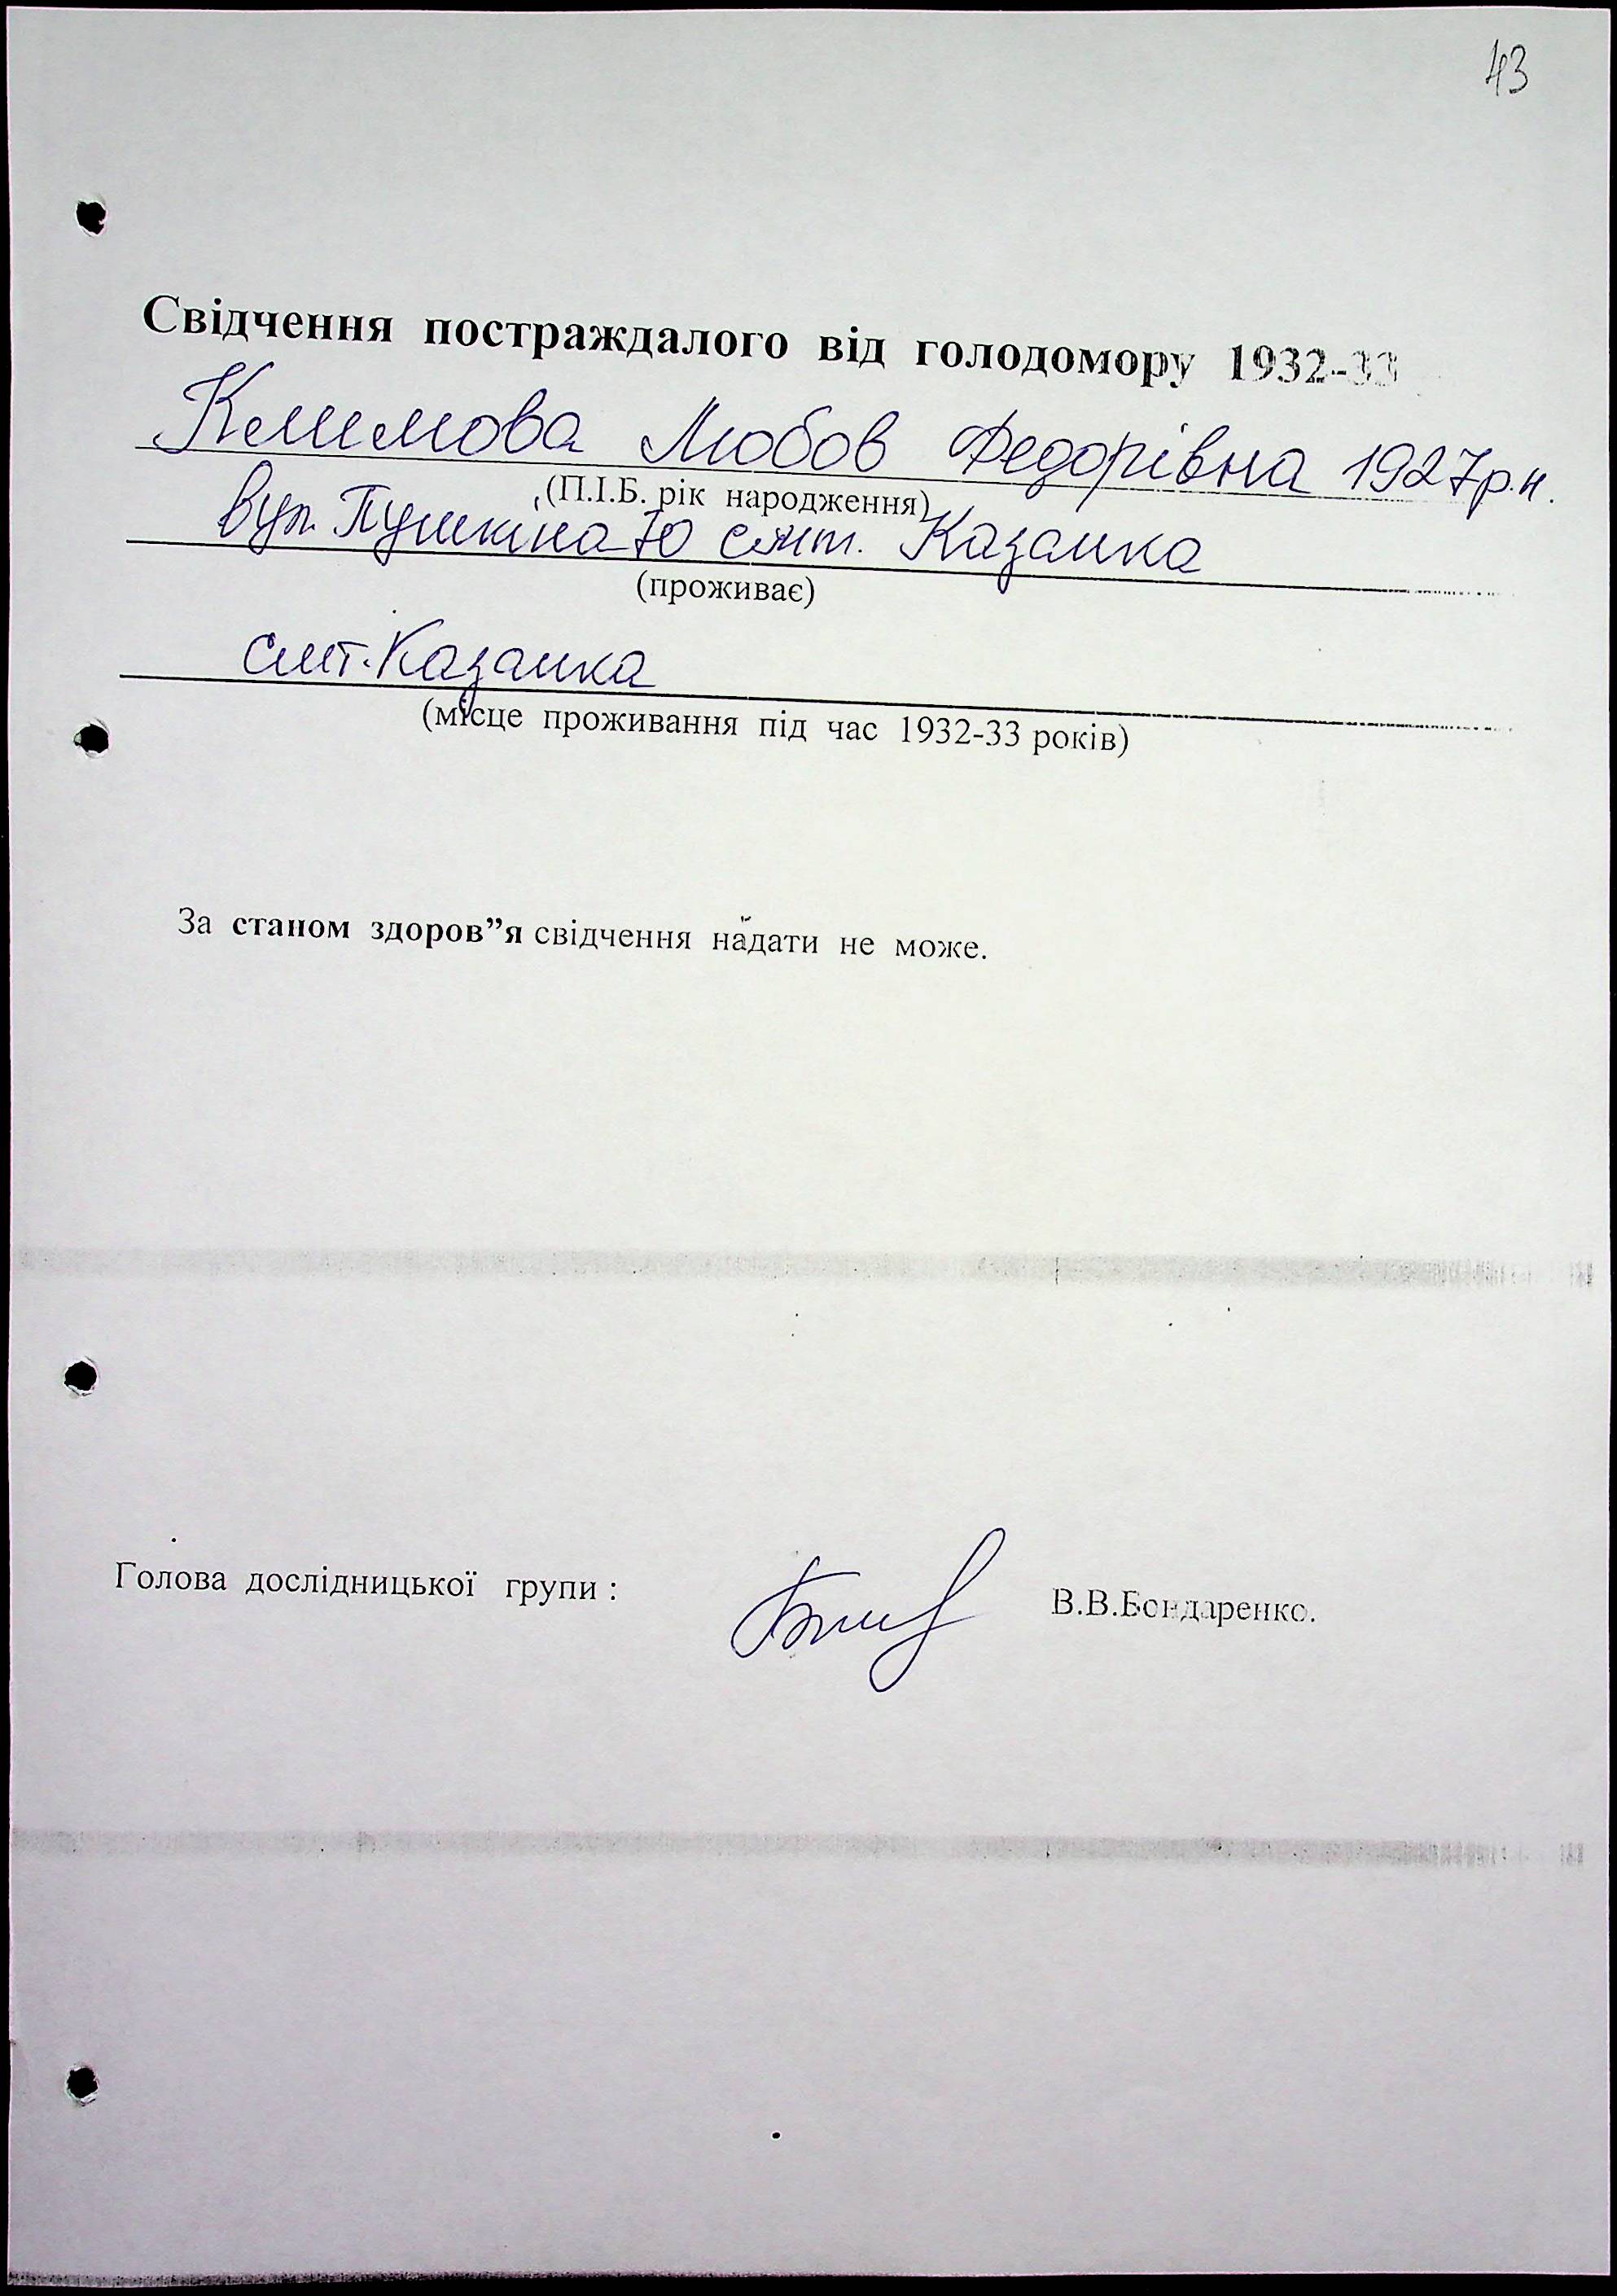 43
Свідчення постраждалого від голодомору 1932-33
Климова Любов Федорівна 1927р.н.
(П.І.Б. рік народження)
вул. Пушкіна 70 смт. Казанка
(проживає)
смт. Казанка
(місце проживання під час 1932-33 років)
За станом здоров”я свідчення надати не може.
Голова дослідницької групи : В.В.Бондаренко.